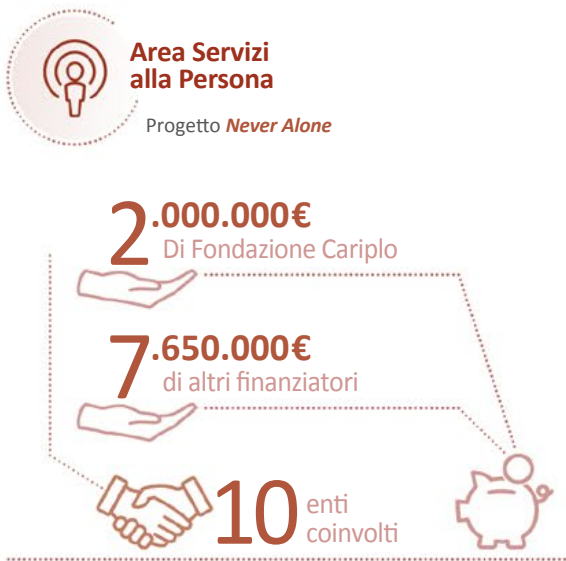 Area Servizi
alla Persona
Progetto Never Alone
2.000.000€
Di Fondazione Cariplo
7.650.000€
di altri finanziatori
10 enti
coinvolti